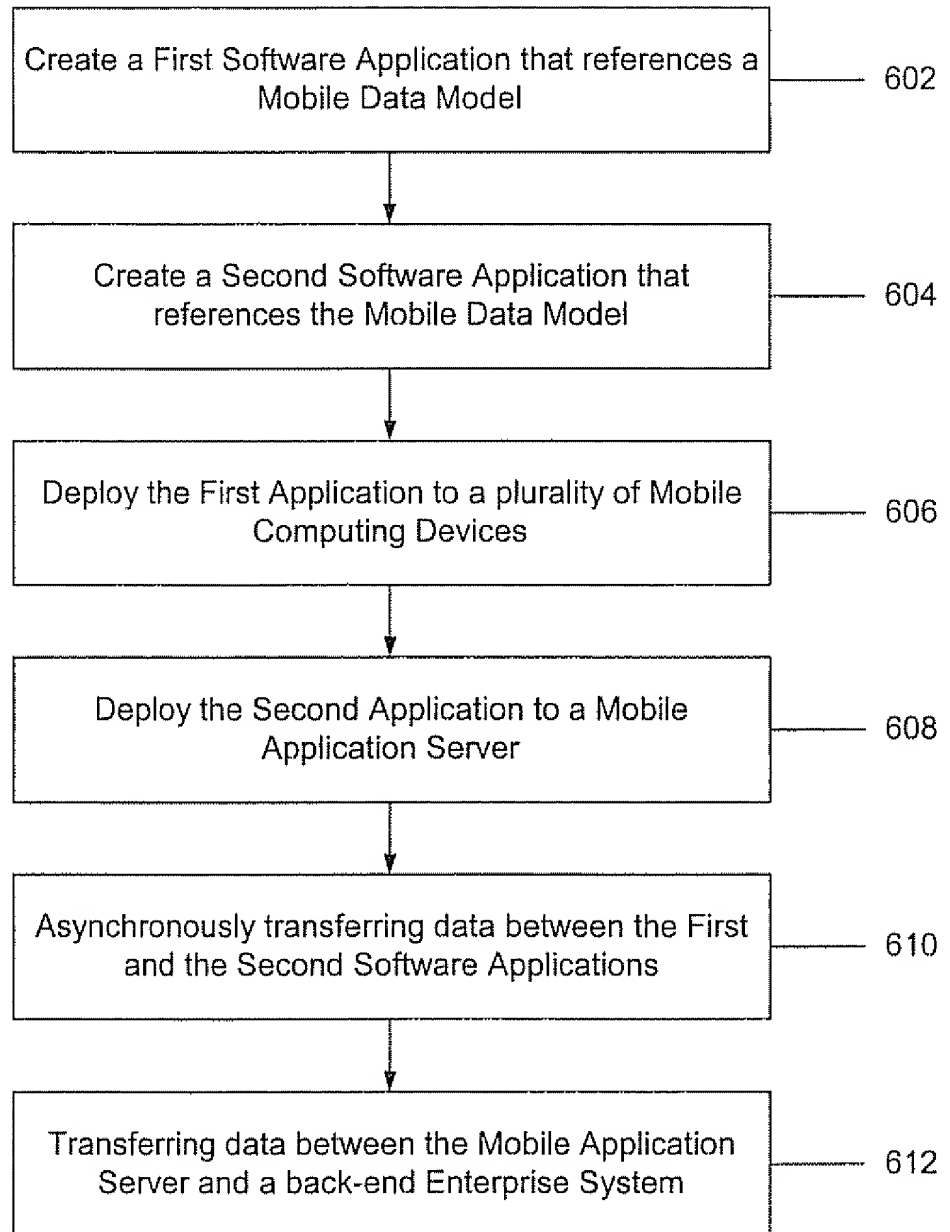 Create a First Software Application that references a
Mobile Data Model
602
Create a Second Software Application that
references the Mobile Data Model
604
Deploy the First Application to a plurality of Mobile
Computing Devices
606
Deploy the Second Application to a Mobile
Application Server
608
Asynchronously transferring data between the First
and the Second Software Applications
610
Transferring data between the Mobile Application
Server and a back-end Enterprise System
612